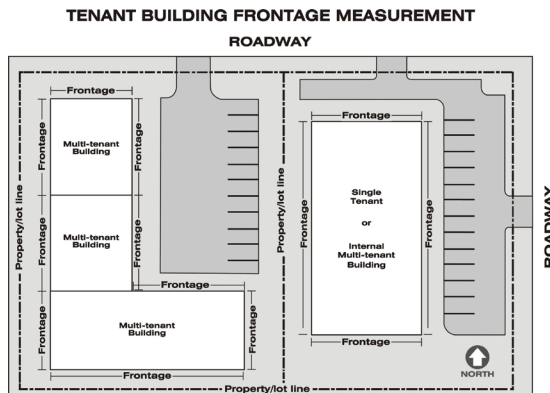 TENANT BUILDING FRONTAGE MEASUREMENT
ROADWAY
Frontage
Frontage
Frontage
Multi-tenant
Building
Frontage
Frontage
Multi-tenant
Building
Frontage
Frontage
Frontage
Multi-tenant
Building
Frontage
Frontage
Property/lot line
Property/lot line
Property/lot line
Frontage
Frontage
Frontage
Single
Tenant
or
Internal
Multi-tenant
Building
Frontage
ROADWAY
NORTH